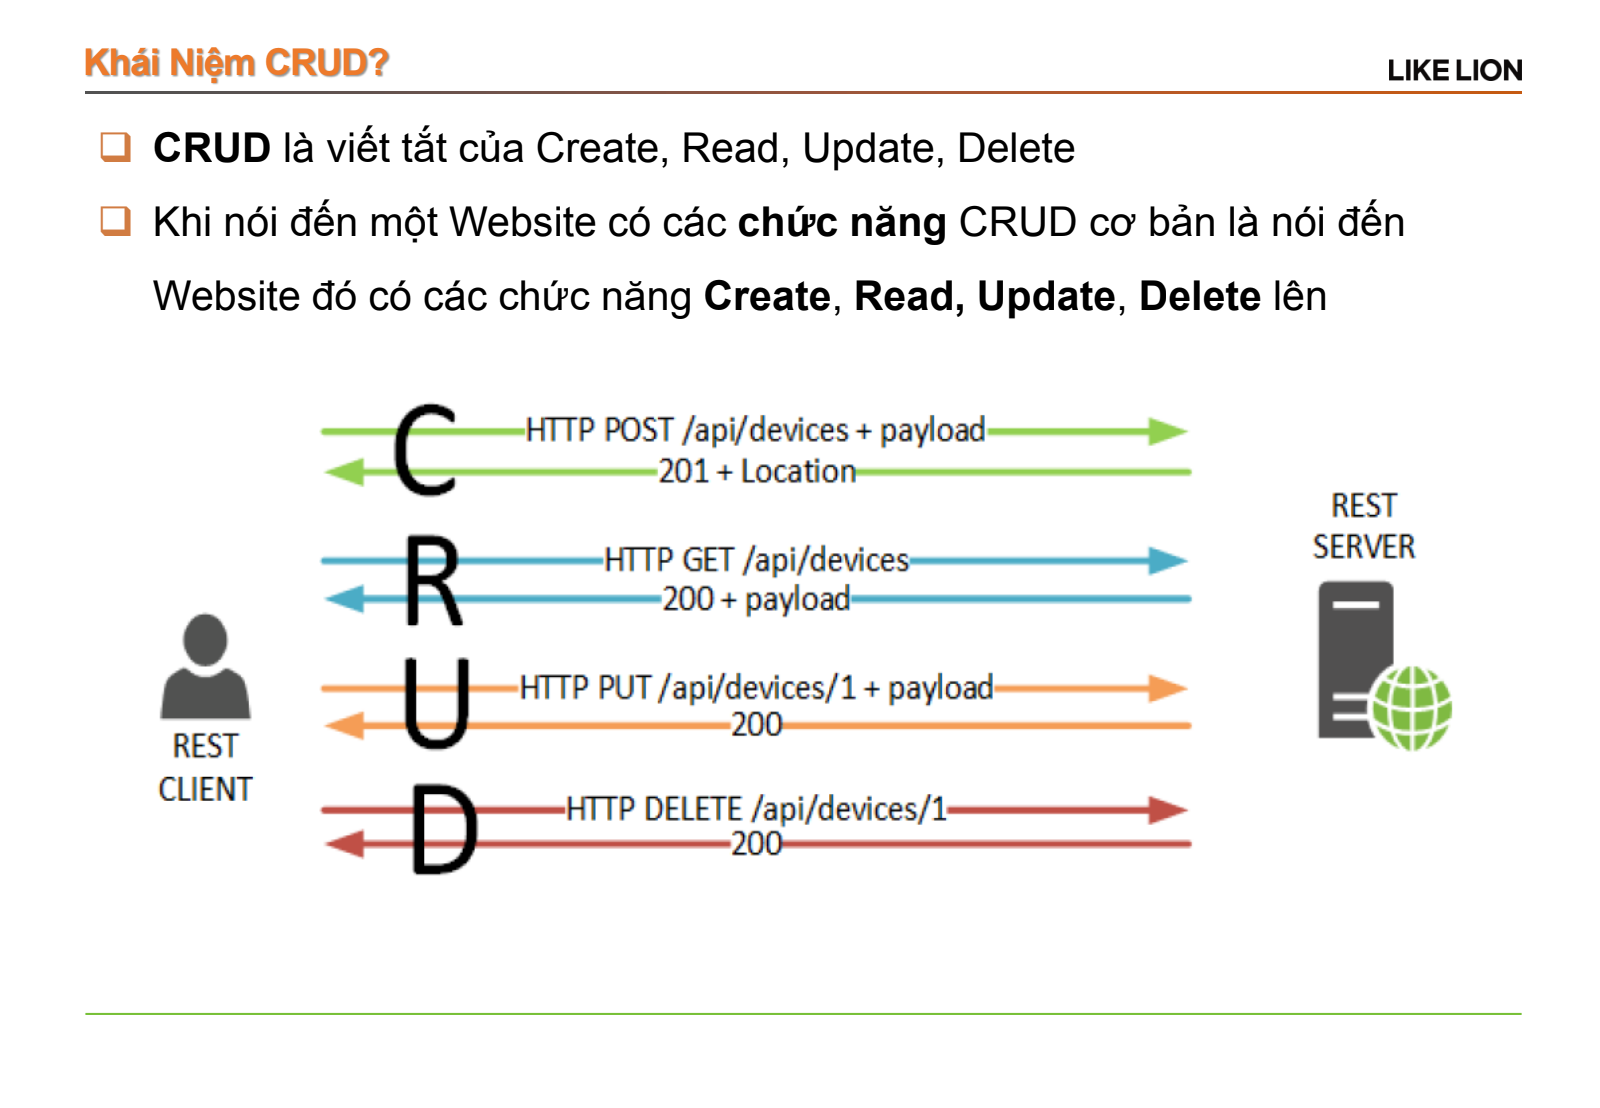 Khái Niệm CRUD?
LIKE LION
CRUD là viết tắt của Create, Read, Update, Delete
Khi nói đến một Website có các chức năng CRUD cơ bản là nói đến
Website đó có các chức năng Create, Read, Update, Delete lên
C
HTTP POST /api/devices + payload
201 + Location
R
HTTP GET /api/devices
200 + payload
U
HTTP PUT /api/devices/1 + payload
200
D
HTTP DELETE /api/devices/1
200
REST
CLIENT
REST
SERVER